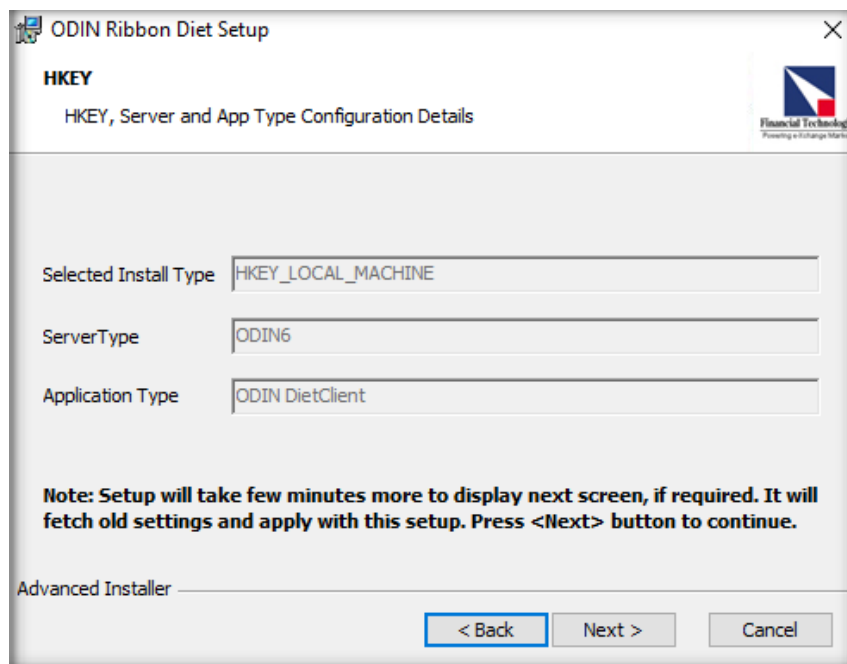 ODIN Ribbon Diet Setup
HKEY
HKEY, Server and App Type Configuration Details
Financial Technolog
Powering e-Xchange Mark
Selected Install Type HKEY_LOCAL_MACHINE
ServerType ODIN6
Application Type ODIN DietClient
Note: Setup will take few minutes more to display next screen, if required. It will
fetch old settings and apply with this setup. Press <Next> button to continue.
Advanced Installer
< Back Next > Cancel